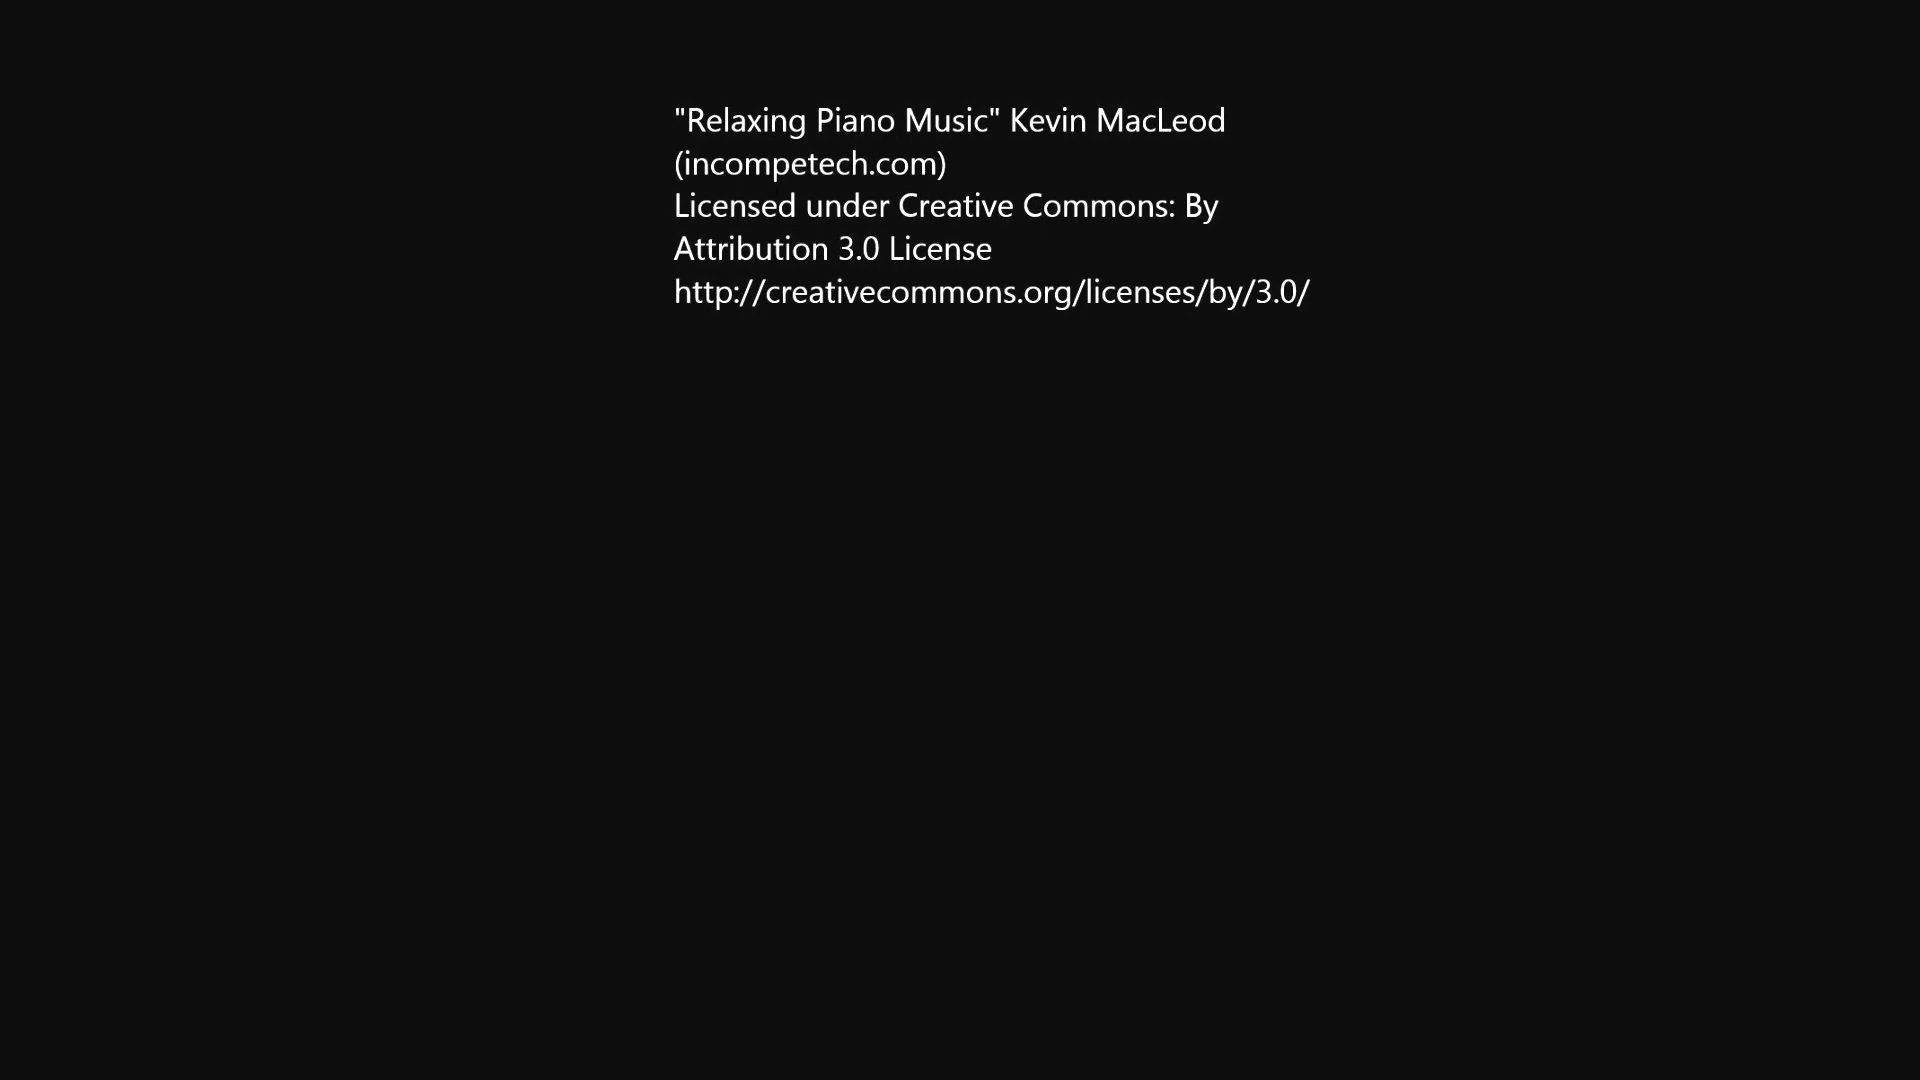 "Relaxing Piano Music" Kevin MacLeod
(incompetech.com)
Licensed under Creative Commons: By
Attribution 3.0 License
http://creativecommons.org/licenses/by/3.0/